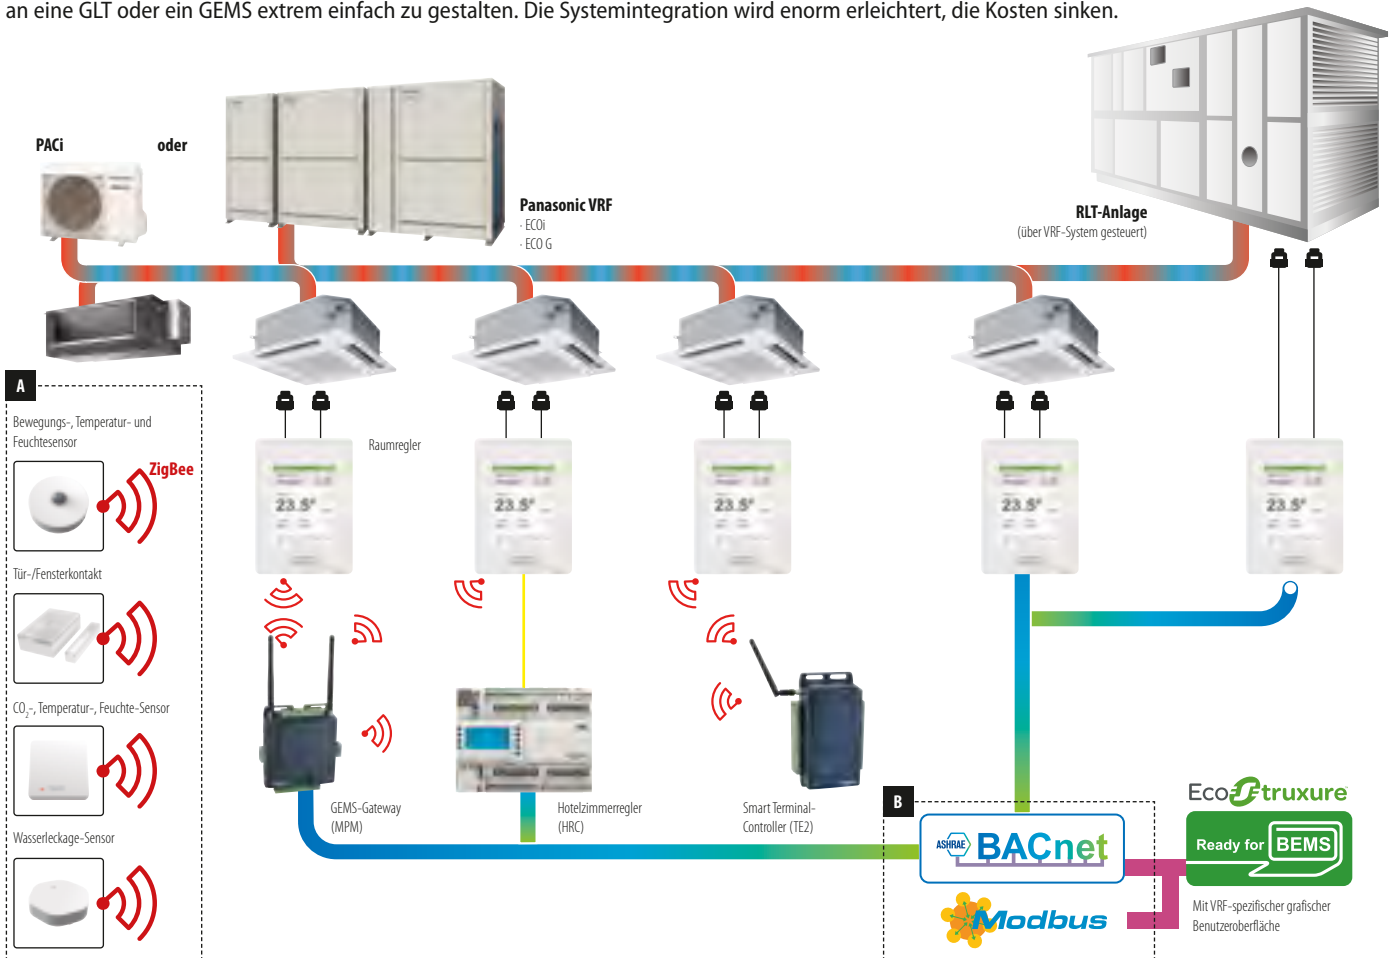 an eine GLT oder ein GEMS extrem einfach zu gestalten. Die Systemintegration wird enorm erleichtert, die Kosten sinken.
PACi
oder
Panasonic VRF
· ECOi
· ECO G
RLT-Anlage
(über VRF-System gesteuert)
A
Bewegungs-, Temperatur- und
Feuchtesensor
ZigBee
Tür-/Fensterkontakt
CO₂-, Temperatur-, Feuchte-Sensor
Wasserleckage-Sensor
Raumregler
23.5°
23.5°
23.5°
23.5°
23.5°
GEMS-Gateway
(MPM)
Hotelzimmerregler
(HRC)
Smart Terminal-
Controller (TE2)
B
ASHRAE BACnet
Modbus
EcoStruxure
Ready for BEMS
Mit VRF-spezifischer grafischer
Benutzeroberfläche